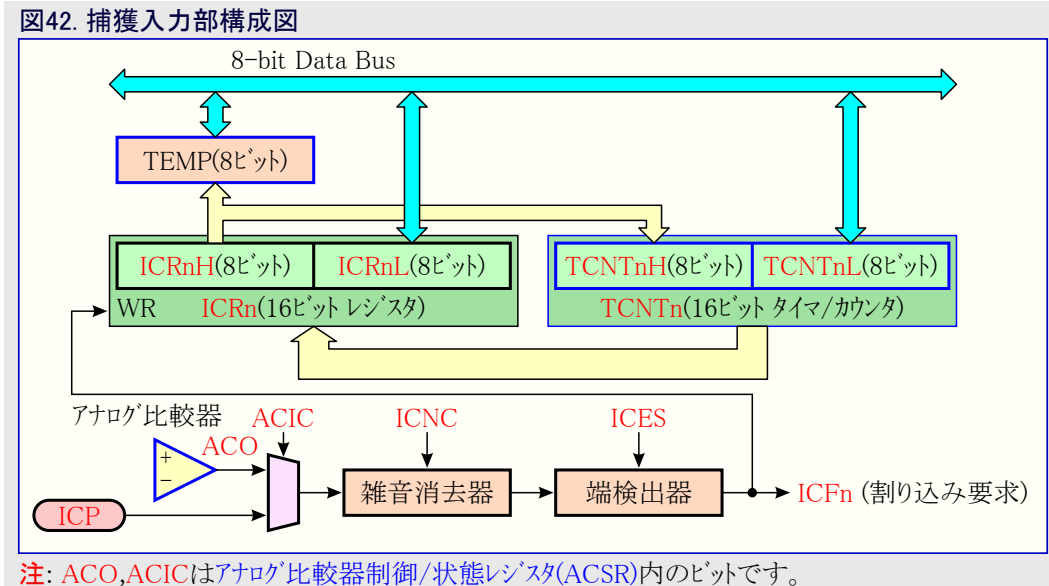 図42. 捕獲入力部構成図
8-bit Data Bus
TEMP(8ﾋﾞｯﾄ)
ICRnH(8ﾋﾞｯﾄ) ICRnL(8ﾋﾞｯﾄ) TCNTnH(8ﾋﾞｯﾄ) TCNTnL(8ﾋﾞｯﾄ)
WR ICRn(16ﾋﾞｯﾄ ﾚｼﾞｽﾀ) TCNTn(16ﾋﾞｯﾄ ﾀｲﾏ/ｶｳﾝﾀ)
ｱﾅﾛｸﾞ比較器 ACIC ICNC ICES
+ ACO
−
雑音消去器 端検出器 ICFn (割り込み要求)
ICP
注: ACO,ACICはｱﾅﾛｸﾞ比較器制御/状態ﾚｼﾞｽﾀ(ACSR)内のﾋﾞｯﾄです。